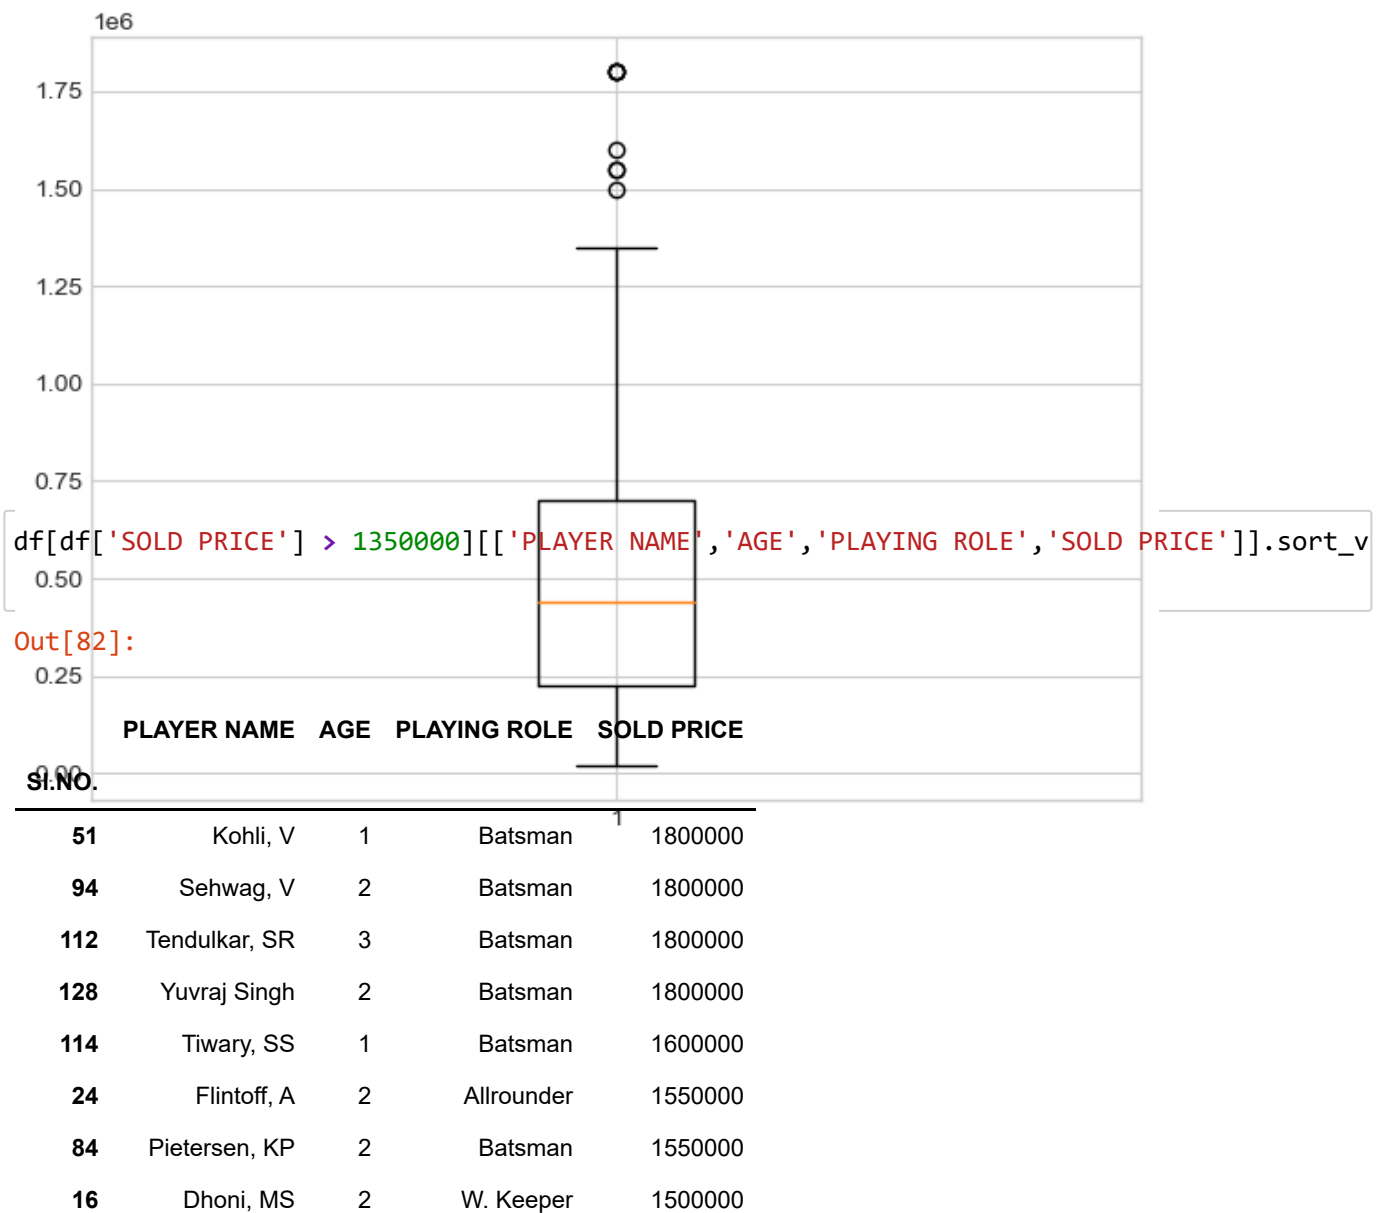 1e6
1.75
1.50
1.25
1.00
0.75
df[df['SOLD PRICE'] > 1350000][['PLAYER NAME','AGE','PLAYING ROLE','SOLD PRICE']].sort_v
0.50
Out[82]:
0.25
PLAYER NAME AGE PLAYING ROLE SOLD PRICE
0.00
Sl.NO.
1
51 Kohli, V 1 Batsman 1800000
94 Sehwag, V 2 Batsman 1800000
112 Tendulkar, SR 3 Batsman 1800000
128 Yuvraj Singh 2 Batsman 1800000
114 Tiwary, SS 1 Batsman 1600000
24 Flintoff, A 2 Allrounder 1550000
84 Pietersen, KP 2 Batsman 1550000
16 Dhoni, MS 2 W. Keeper 1500000